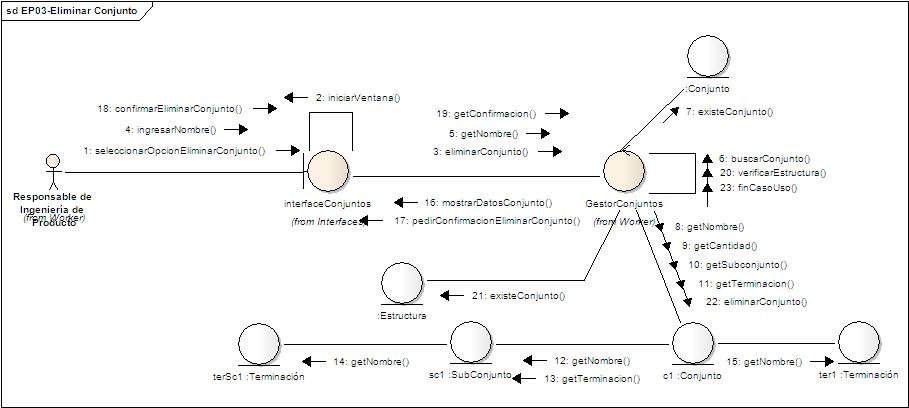 sd EP03-Eliminar Conjunto
:Conjunto
18: confirmarEliminarConjunto()
2: iniciarVentana()
19: getConfirmacion()
7: existeConjunto()
4: ingresarNombre()
5: getNombre()
1: seleccionarOpcionEliminarConjunto()
3: eliminarConjunto()
6: buscarConjunto()
20: verificarEstructura()
23: finCasoUso()
Responsable de
Ingeniería de
Producto
(from Worker)
interfaceConjuntos
(from Interfaces)
16: mostrarDatosConjunto()
17: pedirConfirmacionEliminarConjunto()
GestorConjuntos
(from Worker)
8: getNombre()
9: getCantidad()
10: getSubconjunto()
11: getTerminacion()
22: eliminarConjunto()
21: existeConjunto()
:Estructura
14: getNombre()
12: getNombre()
15: getNombre()
terSc1 :Terminación
sc1 :SubConjunto
13: getTerminacion()
c1 :Conjunto
ter1 :Terminación